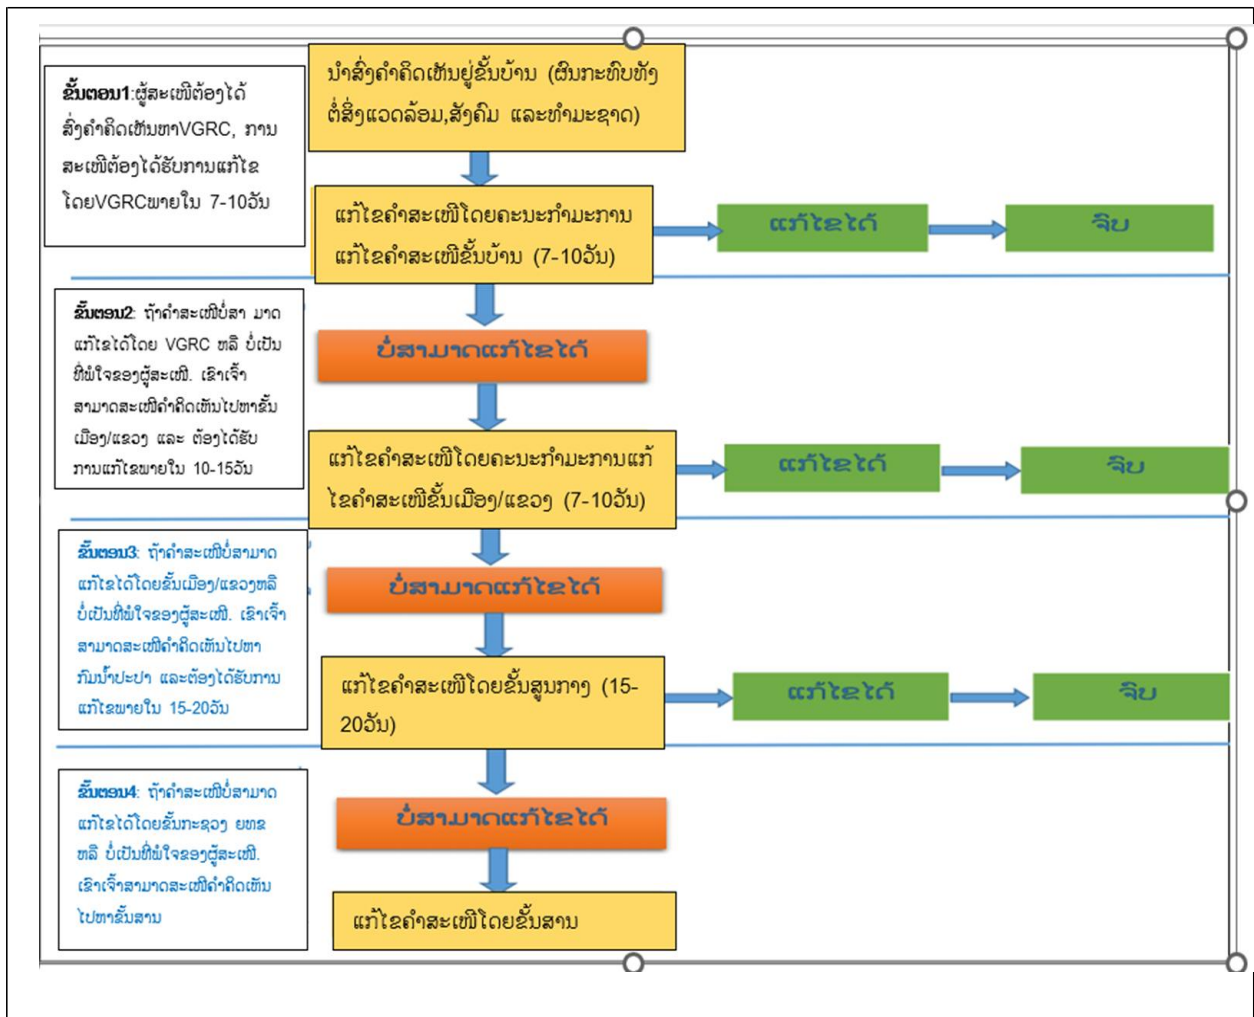 ຂັ້ນຕອນ1:ຜູ້ສະເໜີຕ້ອງໄດ້
ສົ່ງຄຳຄິດເຫັນຫາVGRC, ການ
ສະເໜີຕ້ອງໄດ້ຮັບການແກ້ໄຂ
ໂດຍVGRCພາຍໃນ 7-10ວັນ
ນຳສົ່ງຄຳຄິດເຫັນຢູ່ຂັ້ນບ້ານ (ຜົນກະທົບທັງ
ຕໍ່ສິ່ງແວດລ້ອມ,ສັງຄົມ ແລະທຳມະຊາດ)
ແກ້ໄຂຄຳສະເໜີໂດຍຄະນະກຳມະການ
ແກ້ໄຂຄຳສະເໜີຂັ້ນບ້ານ (7-10ວັນ)
ແກ້ໄຂໄດ້
ຈົບ
ຂັ້ນຕອນ2: ຖ້າຄຳສະເໜີບໍ່ສາ ມາດ
ແກ້ໄຂໄດ້ໂດຍ VGRC ຫລື ບໍ່ເປັນ
ທີ່ພໍໃຈຂອງຜູ້ສະເໜີ. ເຂົາເຈົ້າ
ສາມາດສະເໜີຄຳຄິດເຫັນໄປຫາຂັ້ນ
ເມືອງ/ແຂວງ ແລະ ຕ້ອງໄດ້ຮັບ
ການແກ້ໄຂພາຍໃນ 10-15ວັນ
ບໍ່ສາມາດແກ້ໄຂໄດ້
ແກ້ໄຂຄຳສະເໜີໂດຍຄະນະກຳມະການແກ້
ໄຂຄຳສະເໜີຂັ້ນເມືອງ/ແຂວງ (7-10ວັນ)
ແກ້ໄຂໄດ້
ຈົບ
ຂັ້ນຕອນ3: ຖ້າຄຳສະເໜີບໍ່ສາມາດ
ແກ້ໄຂໄດ້ໂດຍຂັ້ນເມືອງ/ແຂວງຫລື
ບໍ່ເປັນທີ່ພໍໃຈຂອງຜູ້ສະເໜີ. ເຂົາເຈົ້າ
ສາມາດສະເໜີຄຳຄິດເຫັນໄປຫາ
ກົມນ້ຳປະປາ ແລະຕ້ອງໄດ້ຮັບການ
ແກ້ໄຂພາຍໃນ 15-20ວັນ
ບໍ່ສາມາດແກ້ໄຂໄດ້
ແກ້ໄຂຄຳສະເໜີໂດຍຂັ້ນສູນກາງ (15-
20ວັນ)
ແກ້ໄຂໄດ້
ຈົບ
ຂັ້ນຕອນ4: ຖ້າຄຳສະເໜີບໍ່ສາມາດ
ແກ້ໄຂໄດ້ໂດຍຂັ້ນກະຊວງ ຍທຂ
ຫລື ບໍ່ເປັນທີ່ພໍໃຈຂອງຜູ້ສະເໜີ.
ເຂົາເຈົ້າສາມາດສະເໜີຄຳຄິດເຫັນ
ໄປຫາຂັ້ນສານ
ບໍ່ສາມາດແກ້ໄຂໄດ້
ແກ້ໄຂຄຳສະເໜີໂດຍຂັ້ນສານ